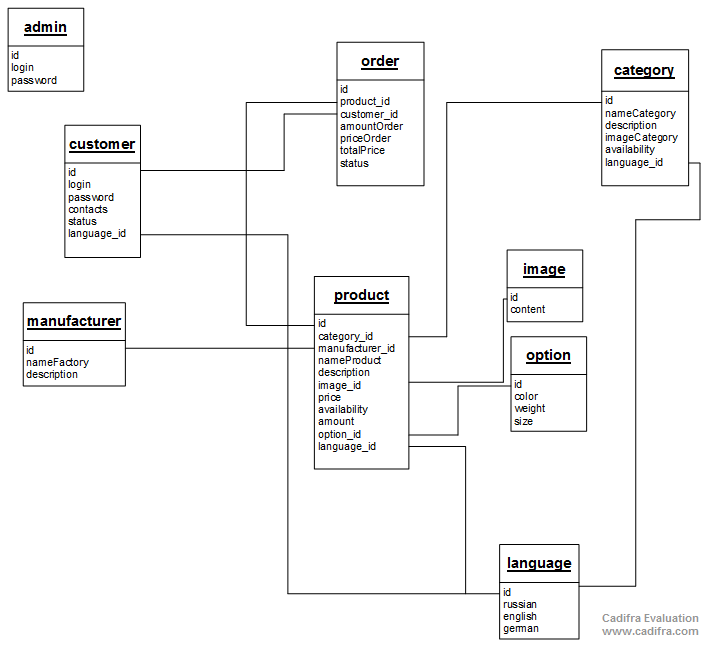 admin
id
login
password
order
id
product_id
customer_id
amountOrder
priceOrder
totalPrice
status
category
id
nameCategory
description
imageCategory
availability
language_id
customer
id
login
password
contacts
status
language_id
image
id
content
product
id
category_id
manufacturer_id
nameProduct
description
image_id
price
availability
amount
option_id
language_id
manufacturer
id
nameFactory
description
option
id
color
weight
size
language
id
russian
english
german
Cadifra Evaluation
www.cadifra.com